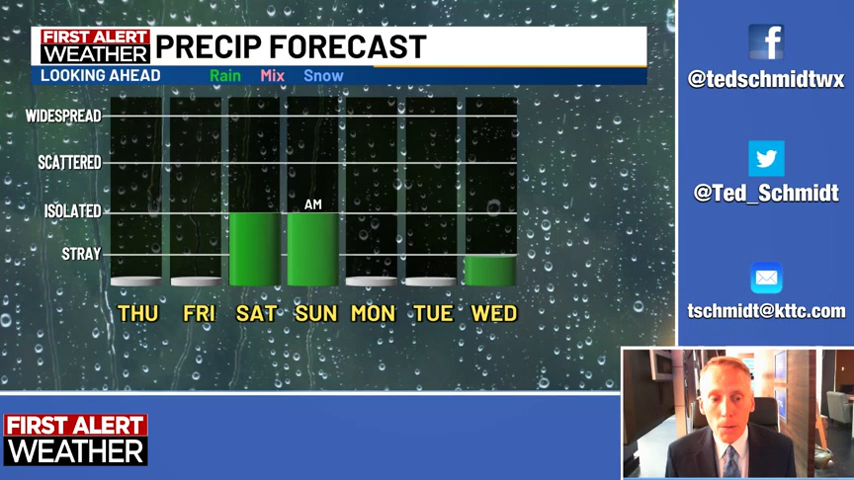 FIRST ALERT
WEATHER
PRECIP FORECAST
LOOKING AHEAD Rain Mix Snow
WIDESPREAD
SCATTERED
ISOLATED
AM
STRAY
THU FRI SAT SUN MON TUE WED
@tedschmidtwx
@Ted_Schmidt
tschmidt@kttc.com
FIRST ALERT
WEATHER